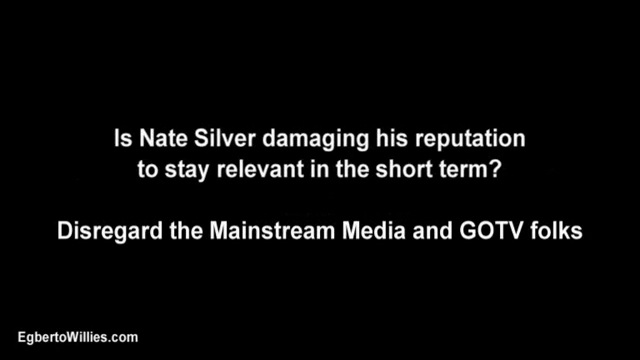 Is Nate Silver damaging his reputation
to stay relevant in the short term?
Disregard the Mainstream Media and GOTV folks
EgbertoWillies.com